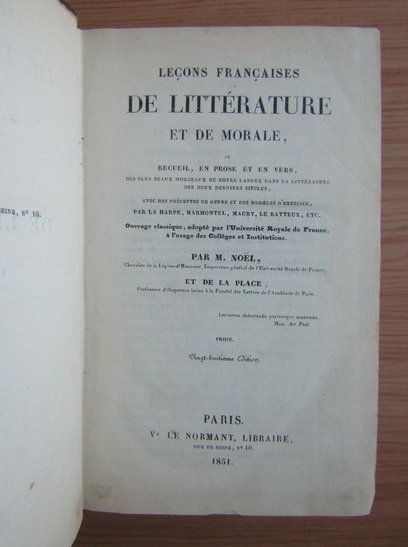 SEINE, Nº 10.
LEÇONS FRANÇAISES
DE LITTÉRATURE
ET DE MORALE,
OU
RECUEIL, EN PROSE ET EN VERS,
DES PLUS BEAUX MORCEAUX DE NOTRE LANGUE DANS LA LITTÉRATURE
DES DEUX DERNIERS SIÈCLES,
AVEC DES PRÉCEPTES DE GENRE ET DES MODÈLES D'EXERCICE,
PAR LA HARPE, MARMONTEL, MAURY, LE BATTEUX, ETC.
Ouvrage classique, adopté par l'Université Royale de France,
à l'usage des Colléges et Institutions.
PAR M. NOËL,
Chevalier de la Légion-d'Honneur, Inspecteur-général de l'Université Royale de France,
ET DE LA PLACE,
Professeur d'éloquence latine à la Faculté des Lettres de l'Académie de Paris.
Lectorem delectando pariterque monendo.
Hor. Art Poët
PROSE.
Vingt-huitième Édition.
PARIS.
Vᵉ LE NORMANT, LIBRAIRE,
RUE DE SEINE, Nº 10.
1851.